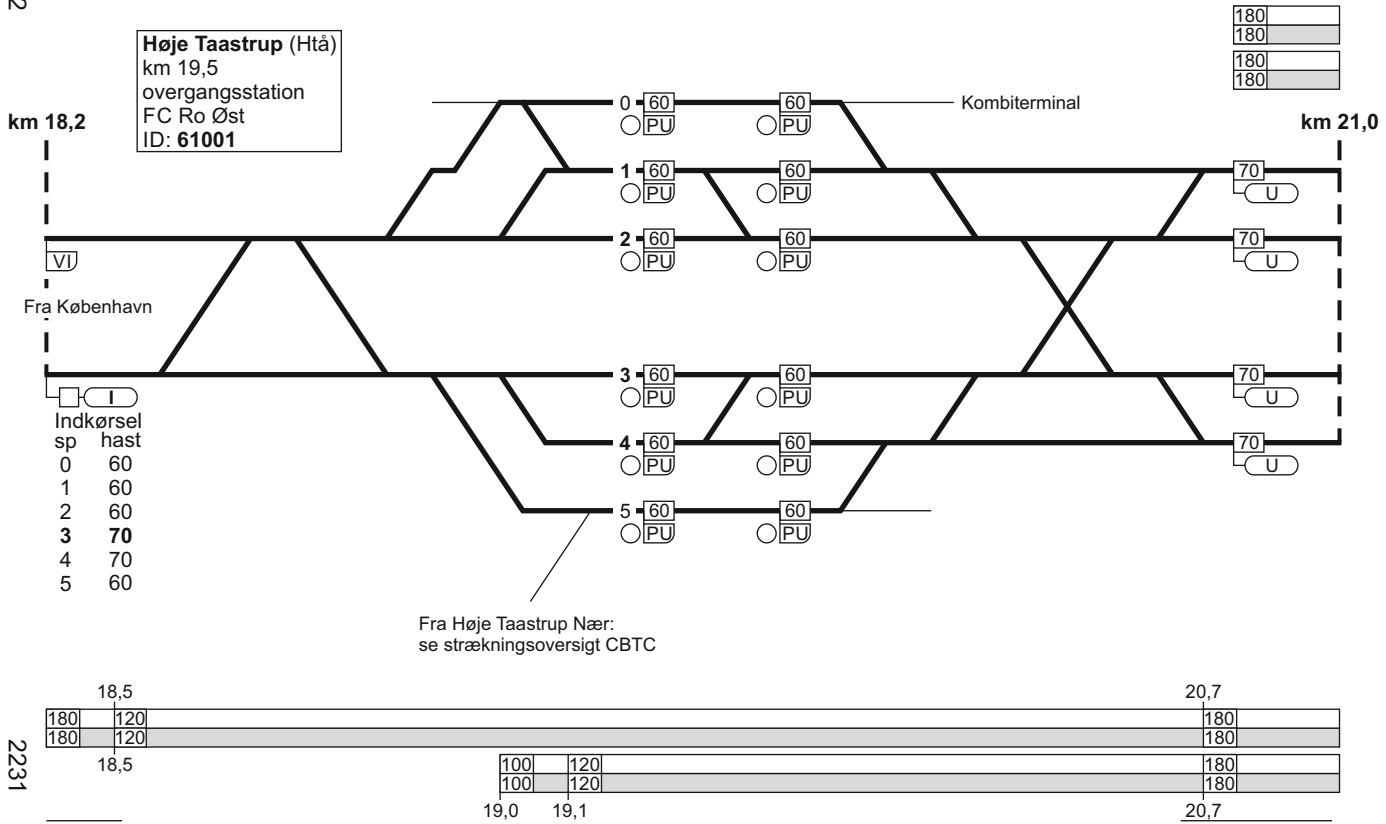 2
180
180
180
180
Høje Taastrup (Htå)
km 19,5
overgangsstation
FC Ro Øst
ID: 61001
km 18,2
km 21,0
0 60 60 Kombiterminal
PU PU
1 60 60 70
PU PU U
2 60 60 70
VI PU PU U
Fra København
3 60 60 70
PU PU U
I
Indkørsel
sp hast
0 60
1 60
2 60
3 70
4 70
5 60
4 60 60 70
PU PU U
5 60 60
PU PU
Fra Høje Taastrup Nær:
se strækningsoversigt CBTC
18,5 20,7
180 120 180
180 120 180
18,5
100 120 180
100 120 180
19,0 19,1 20,7
2231